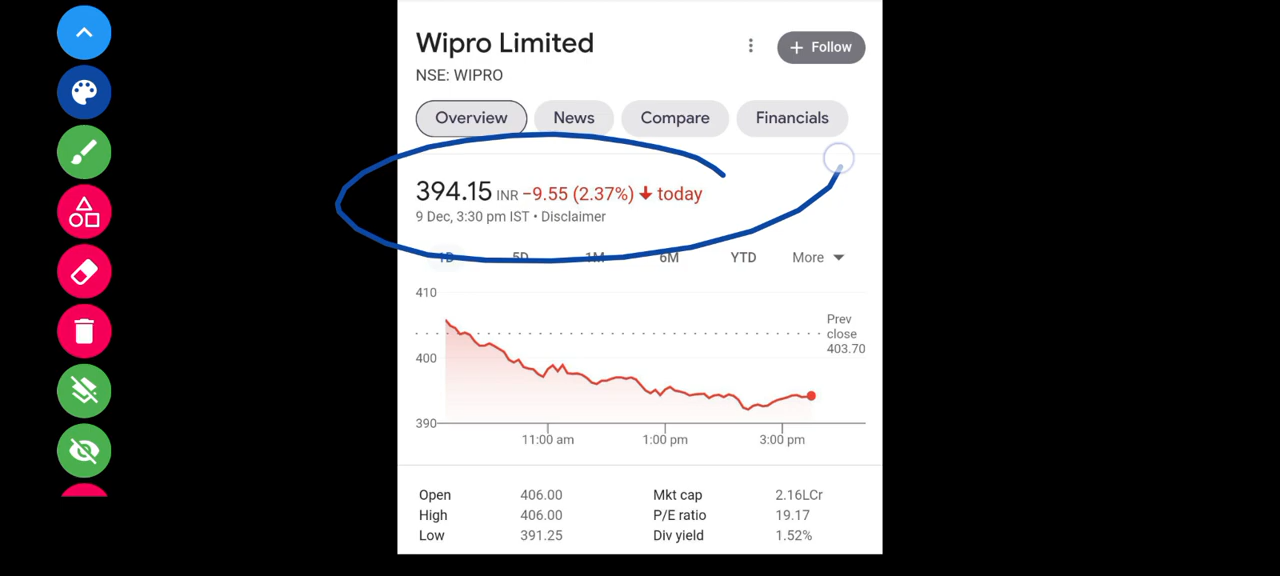 Wipro Limited
+ Follow
NSE: WIPRO
Overview News Compare Financials
394.15 INR −9.55 (2.37%) ↓ today
9 Dec, 3:30 pm IST • Disclaimer
1D 5D 1M 6M YTD More
410
400
390
Prev
close
403.70
11:00 am 1:00 pm 3:00 pm
Open 406.00 Mkt cap 2.16LCr
High 406.00 P/E ratio 19.17
Low 391.25 Div yield 1.52%